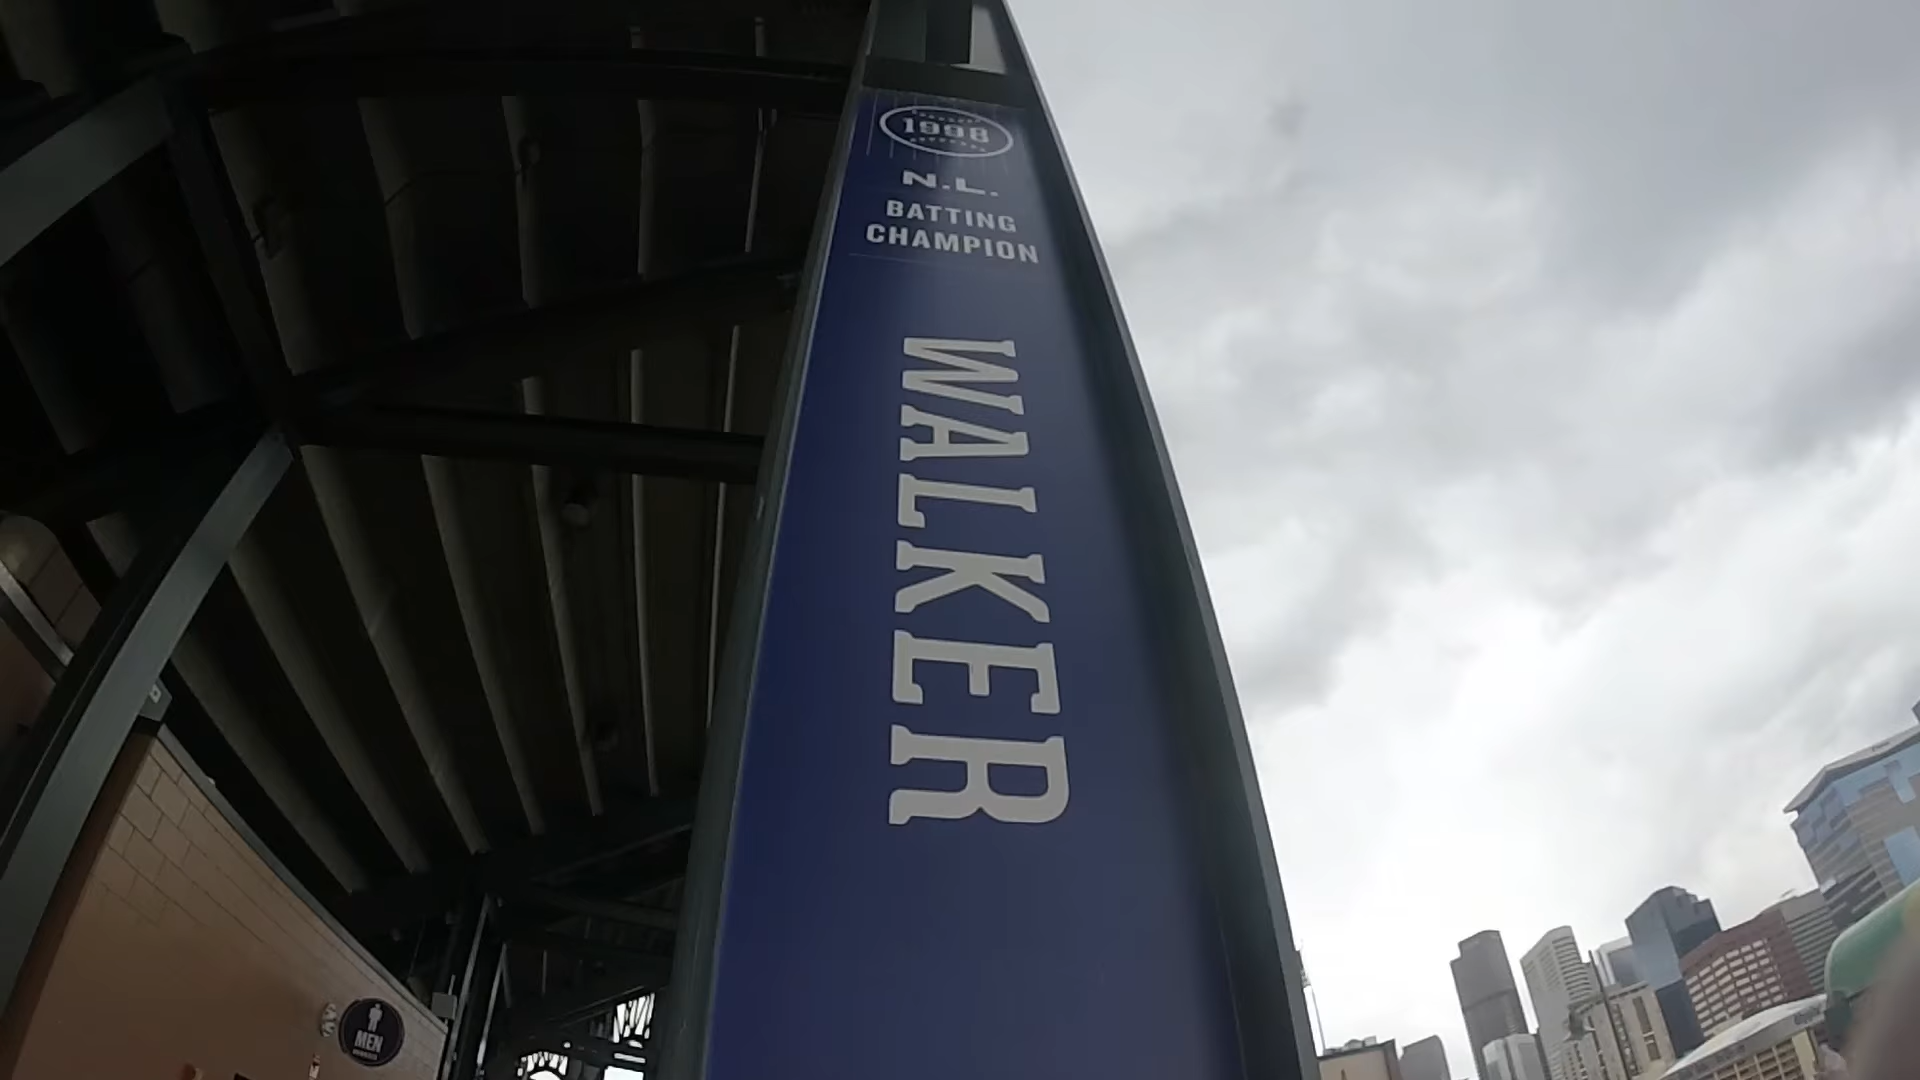 1998
N.L.
BATTING
CHAMPION
WALKER
MEN